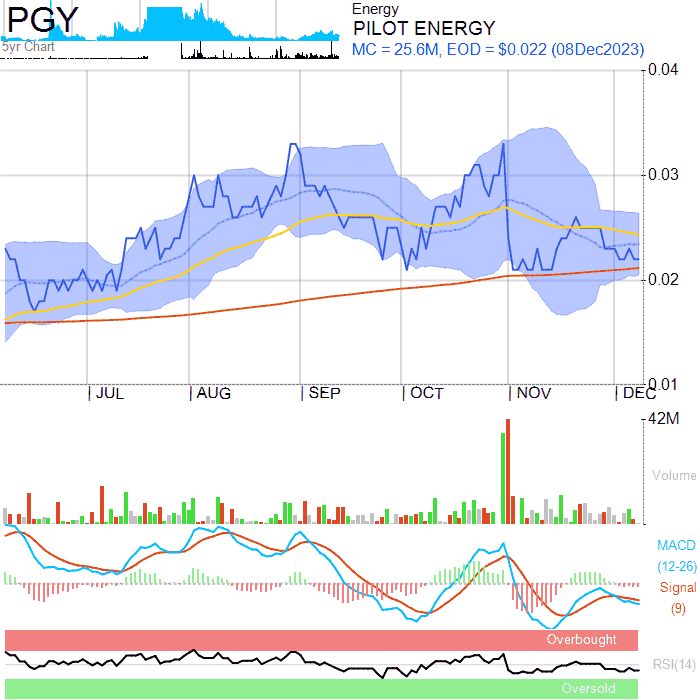 PGY
5yr Chart
Energy
PILOT ENERGY
MC = 25.6M, EOD = $0.022 (08Dec2023)
0.04
0.03
0.02
0.01
JUL
AUG
SEP
OCT
NOV
DEC
42M
Volume
MACD
(12-26)
Signal
(9)
Overbought
RSI(14)
Oversold